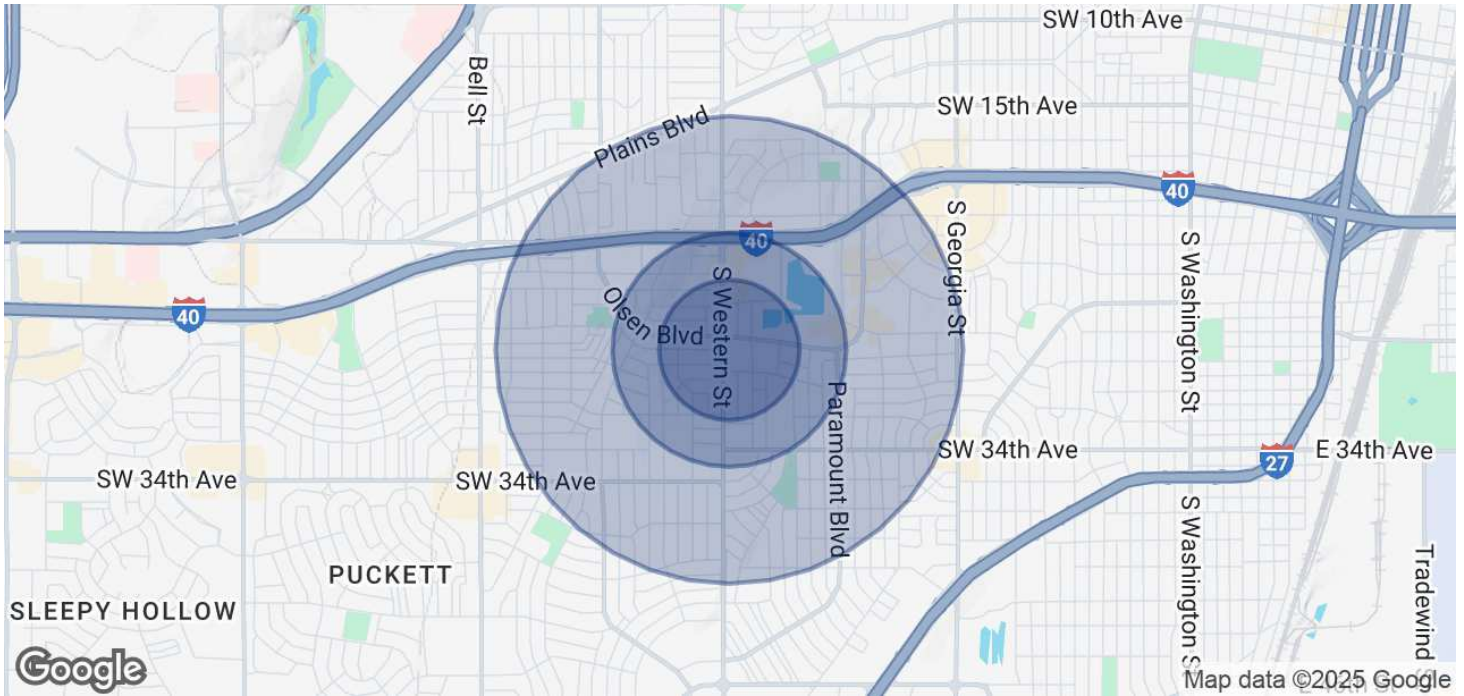 SW 10th Ave
Bell St
SW 15th Ave
Plains Blvd
40
40
S Georgia St
S Washington St
S Western St
Olsen Blvd
40
Paramount Blvd
SW 34th Ave
E 34th Ave
27
SW 34th Ave
SW 34th Ave
S Washington St
Tradewind S
PUCKETT
SLEEPY HOLLOW
Google
Map data ©2025 Google